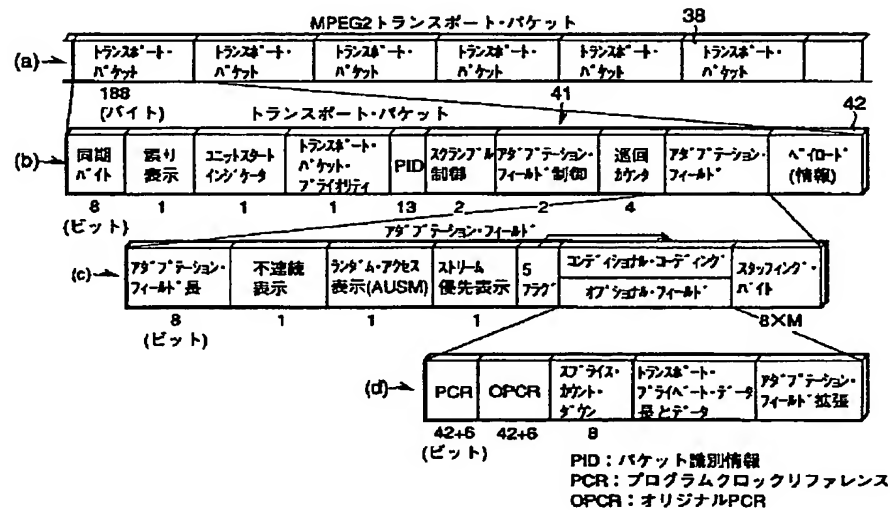 MPEG2トランスポート・パケット
38
(a)
トランスポート・
パケット
トランスポート・
パケット
トランスポート・
パケット
トランスポート・
パケット
トランスポート・
パケット
トランスポート・
パケット
188
(バイト)
トランスポート・パケット
41
42
(b)
同期
バイト
誤り
表示
ユニットスタート
インジケータ
トランスポート・
パケット・
プライオリティ
PID
スクランブル
制御
アダプテーション・
フィールド制御
巡回
カウンタ
アダプテーション・
フィールド
ペイロード
(情報)
8 1 1 1 13 2 2 4
(ビット)
アダプテーション・フィールド
(c)
アダプテーション・
フィールド長
不連続
表示
ランダム・アクセス
表示(AUSM)
ストリーム
優先表示
5
フラグ
コンディショナル・コーディング
オプショナル・フィールド
スタッフィング・
バイト
8 1 1 1 8×M
(ビット)
(d)
PCR
OPCR
スプライス・
カウント・
ダウン
トランスポート・
プライベート・データ
長とデータ
アダプテーション・
フィールド拡張
42+6 42+6 8
(ビット)
PID：パケット識別情報
PCR：プログラムクロックリファレンス
OPCR：オリジナルPCR